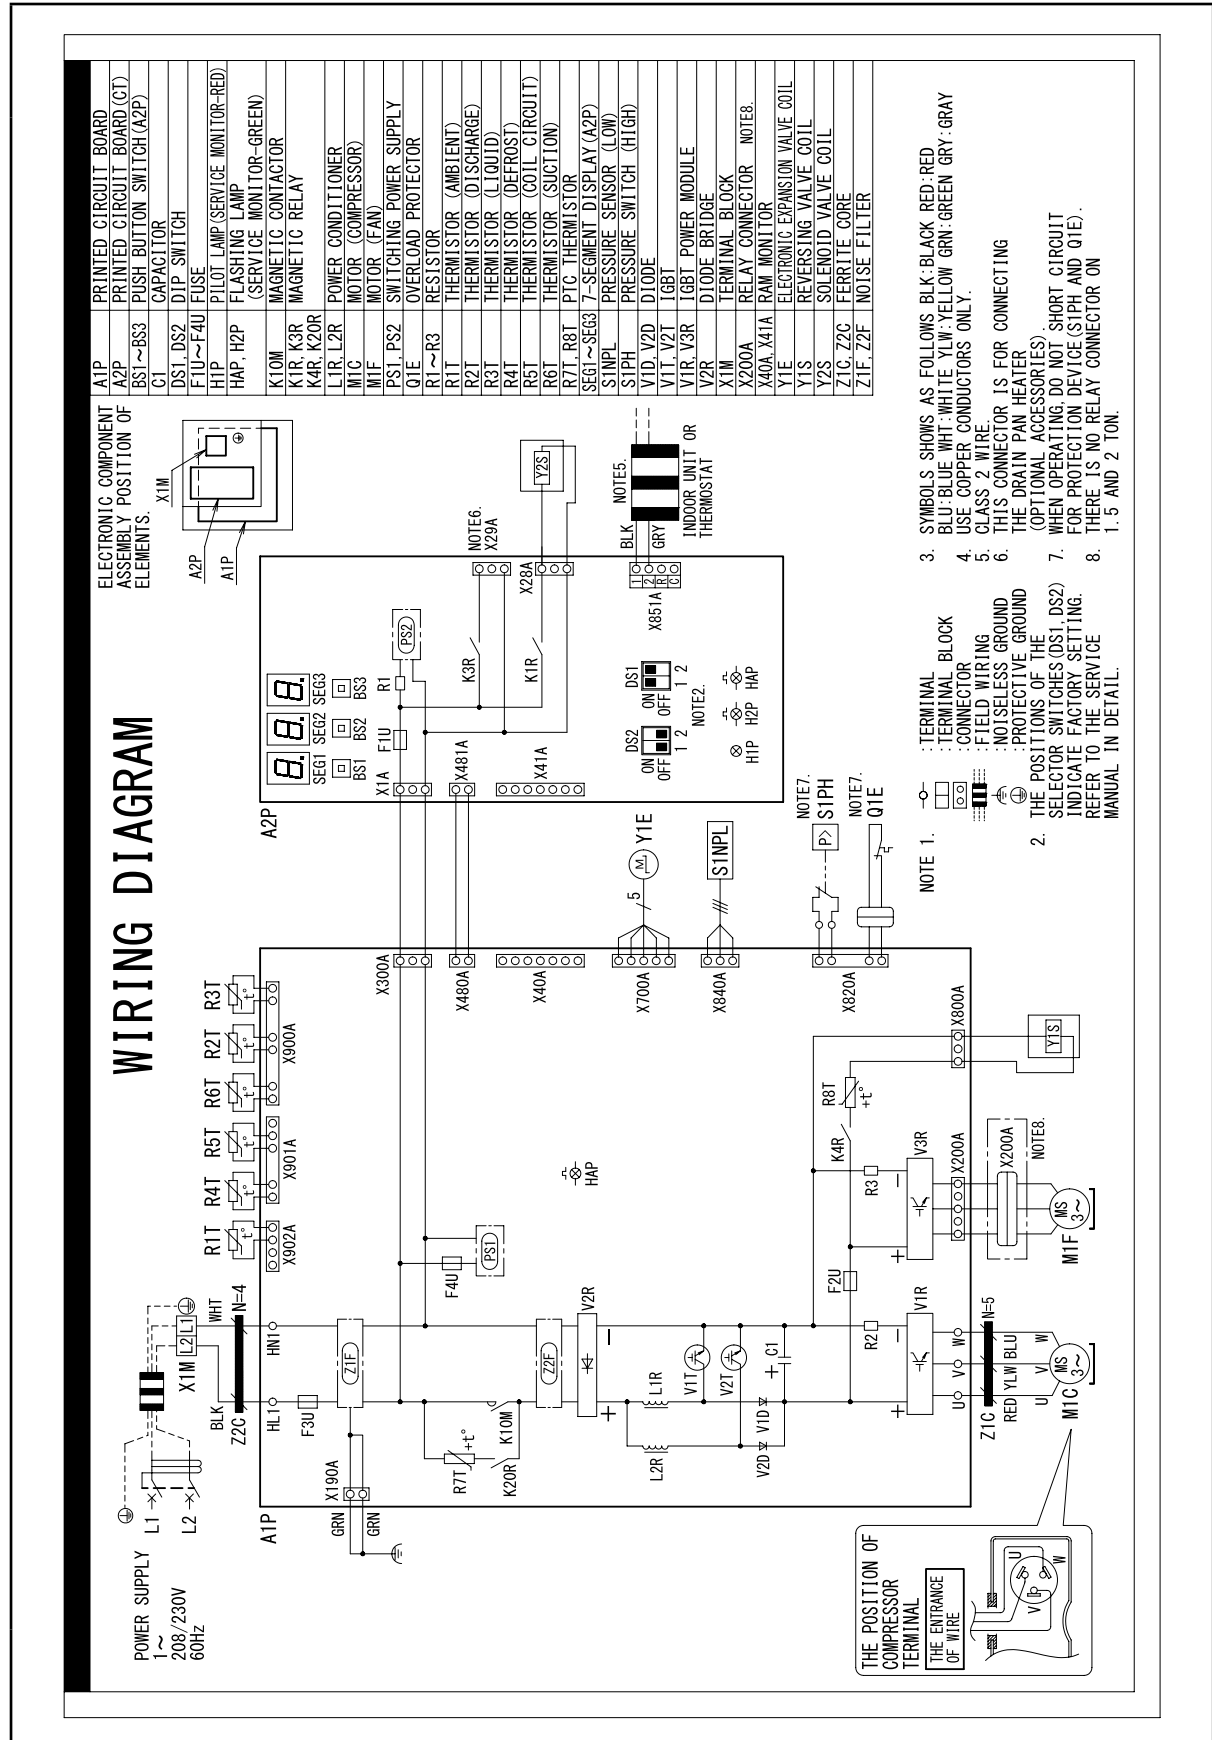 WIRING DIAGRAM
POWER SUPPLY
1~
208/230V
60Hz
L1
L2
X1M
L2 L1
BLK
WHT
Z2C
N=4
HL1
HN1
A1P
F3U
Z1F
X190A
GRN
GRN
R7T
+t°
K20R
K10M
Z2F
V2R
L1R
L2R
V1T
V2T
V2D
V1D
C1
R2
V1R
U
V
W
Z1C
N=5
RED
YLW
BLU
U
V
W
MS
3~
M1C
F4U
PS1
HAP
F2U
R3
K4R
R8T
+t°
V3R
X200A
X200A
NOTE8.
MS
3~
M1F
X800A
Y1S
R1T
t°
X902A
R4T
t°
R5T
t°
X901A
R6T
t°
R2T
t°
R3T
t°
X900A
X300A
X480A
X40A
X700A
X840A
X820A
5
M
Y1E
S1NPL
NOTE7.
P>
S1PH
NOTE7.
Q1E
A2P
SEG1
SEG2
SEG3
BS1
BS2
BS3
X1A
X481A
X41A
F1U
R1
PS2
K3R
K1R
NOTE6.
X29A
X28A
Y2S
DS2
ON
OFF
1 2
DS1
ON
OFF
1 2
NOTE2.
H1P
H2P
HAP
X851A
1
2
R
C
BLK
GRY
NOTE5.
INDOOR UNIT OR
THERMOSTAT
ELECTRONIC COMPONENT
ASSEMBLY POSITION OF
ELEMENTS.
A2P
A1P
X1M
A1P PRINTED CIRCUIT BOARD
A2P PRINTED CIRCUIT BOARD(CT)
BS1~BS3 PUSH BUTTON SWITCH(A2P)
C1 CAPACITOR
DS1, DS2 DIP SWITCH
F1U~F4U FUSE
H1P PILOT LAMP(SERVICE MONITOR-RED)
HAP, H2P FLASHING LAMP
(SERVICE MONITOR-GREEN)
K10M MAGNETIC CONTACTOR
K1R, K3R MAGNETIC RELAY
K4R, K20R
L1R, L2R POWER CONDITIONER
M1C MOTOR (COMPRESSOR)
M1F MOTOR (FAN)
PS1, PS2 SWITCHING POWER SUPPLY
Q1E OVERLOAD PROTECTOR
R1~R3 RESISTOR
R1T THERMISTOR (AMBIENT)
R2T THERMISTOR (DISCHARGE)
R3T THERMISTOR (LIQUID)
R4T THERMISTOR (DEFROST)
R5T THERMISTOR (COIL CIRCUIT)
R6T THERMISTOR (SUCTION)
R7T, R8T PTC THERMISTOR
SEG1~SEG3 7-SEGMENT DISPLAY(A2P)
S1NPL PRESSURE SENSOR (LOW)
S1PH PRESSURE SWITCH (HIGH)
V1D, V2D DIODE
V1T, V2T IGBT
V1R, V3R IGBT POWER MODULE
V2R DIODE BRIDGE
X1M TERMINAL BLOCK
X200A RELAY CONNECTOR NOTE8.
X40A, X41A RAM MONITOR
Y1E ELECTRONIC EXPANSION VALVE COIL
Y1S REVERSING VALVE COIL
Y2S SOLENOID VALVE COIL
Z1C, Z2C FERRITE CORE
Z1F, Z2F NOISE FILTER
THE POSITION OF
COMPRESSOR
TERMINAL
THE ENTRANCE
OF WIRE
U
V
W
NOTE 1.
:TERMINAL
:TERMINAL BLOCK
:CONNECTOR
:FIELD WIRING
:NOISELESS GROUND
:PROTECTIVE GROUND
2. THE POSITIONS OF THE
SELECTOR SWITCHES(DS1, DS2)
INDICATE FACTORY SETTING.
REFER TO THE SERVICE
MANUAL IN DETAIL.
3. SYMBOLS SHOWS AS FOLLOWS BLK:BLACK RED:RED
BLU:BLUE WHT:WHITE YLW:YELLOW GRN:GREEN GRY:GRAY
4. USE COPPER CONDUCTORS ONLY.
5. CLASS 2 WIRE.
6. THIS CONNECTOR IS FOR CONNECTING
THE DRAIN PAN HEATER
(OPTIONAL ACCESSORIES).
7. WHEN OPERATING, DO NOT SHORT CIRCUIT
FOR PROTECTION DEVICE(S1PH AND Q1E).
8. THERE IS NO RELAY CONNECTOR ON
1.5 AND 2 TON.